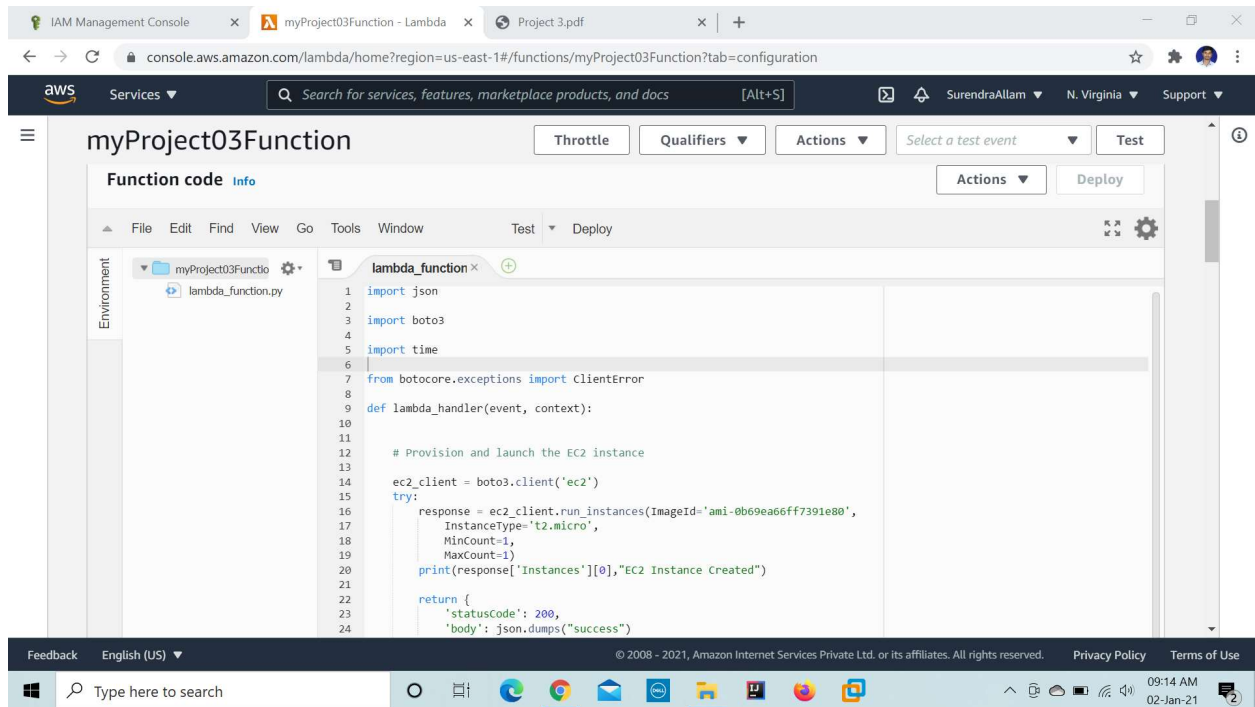 IAM Management Console
myProject03Function - Lambda
Project 3.pdf
console.aws.amazon.com/lambda/home?region=us-east-1#/functions/myProject03Function?tab=configuration
aws Services ▼ Search for services, features, marketplace products, and docs [Alt+S] SurendraAllam ▼ N. Virginia ▼ Support ▼
myProject03Function Throttle Qualifiers ▼ Actions ▼ Select a test event ▼ Test
Function code Info Actions ▼ Deploy
File Edit Find View Go Tools Window Test Deploy
Environment
myProject03Functio
lambda_function.py
lambda_function
1 import json
2
3 import boto3
4
5 import time
6
7 from botocore.exceptions import ClientError
8
9 def lambda_handler(event, context):
10
11
12     # Provision and launch the EC2 instance
13
14     ec2_client = boto3.client('ec2')
15     try:
16         response = ec2_client.run_instances(ImageId='ami-0b69ea66ff7391e80',
17             InstanceType='t2.micro',
18             MinCount=1,
19             MaxCount=1)
20         print(response['Instances'][0],"EC2 Instance Created")
21
22         return {
23             'statusCode': 200,
24             'body': json.dumps("success")
Feedback English (US) ▼ © 2008 - 2021, Amazon Internet Services Private Ltd. or its affiliates. All rights reserved. Privacy Policy Terms of Use
Type here to search
DELL
09:14 AM
02-Jan-21
2